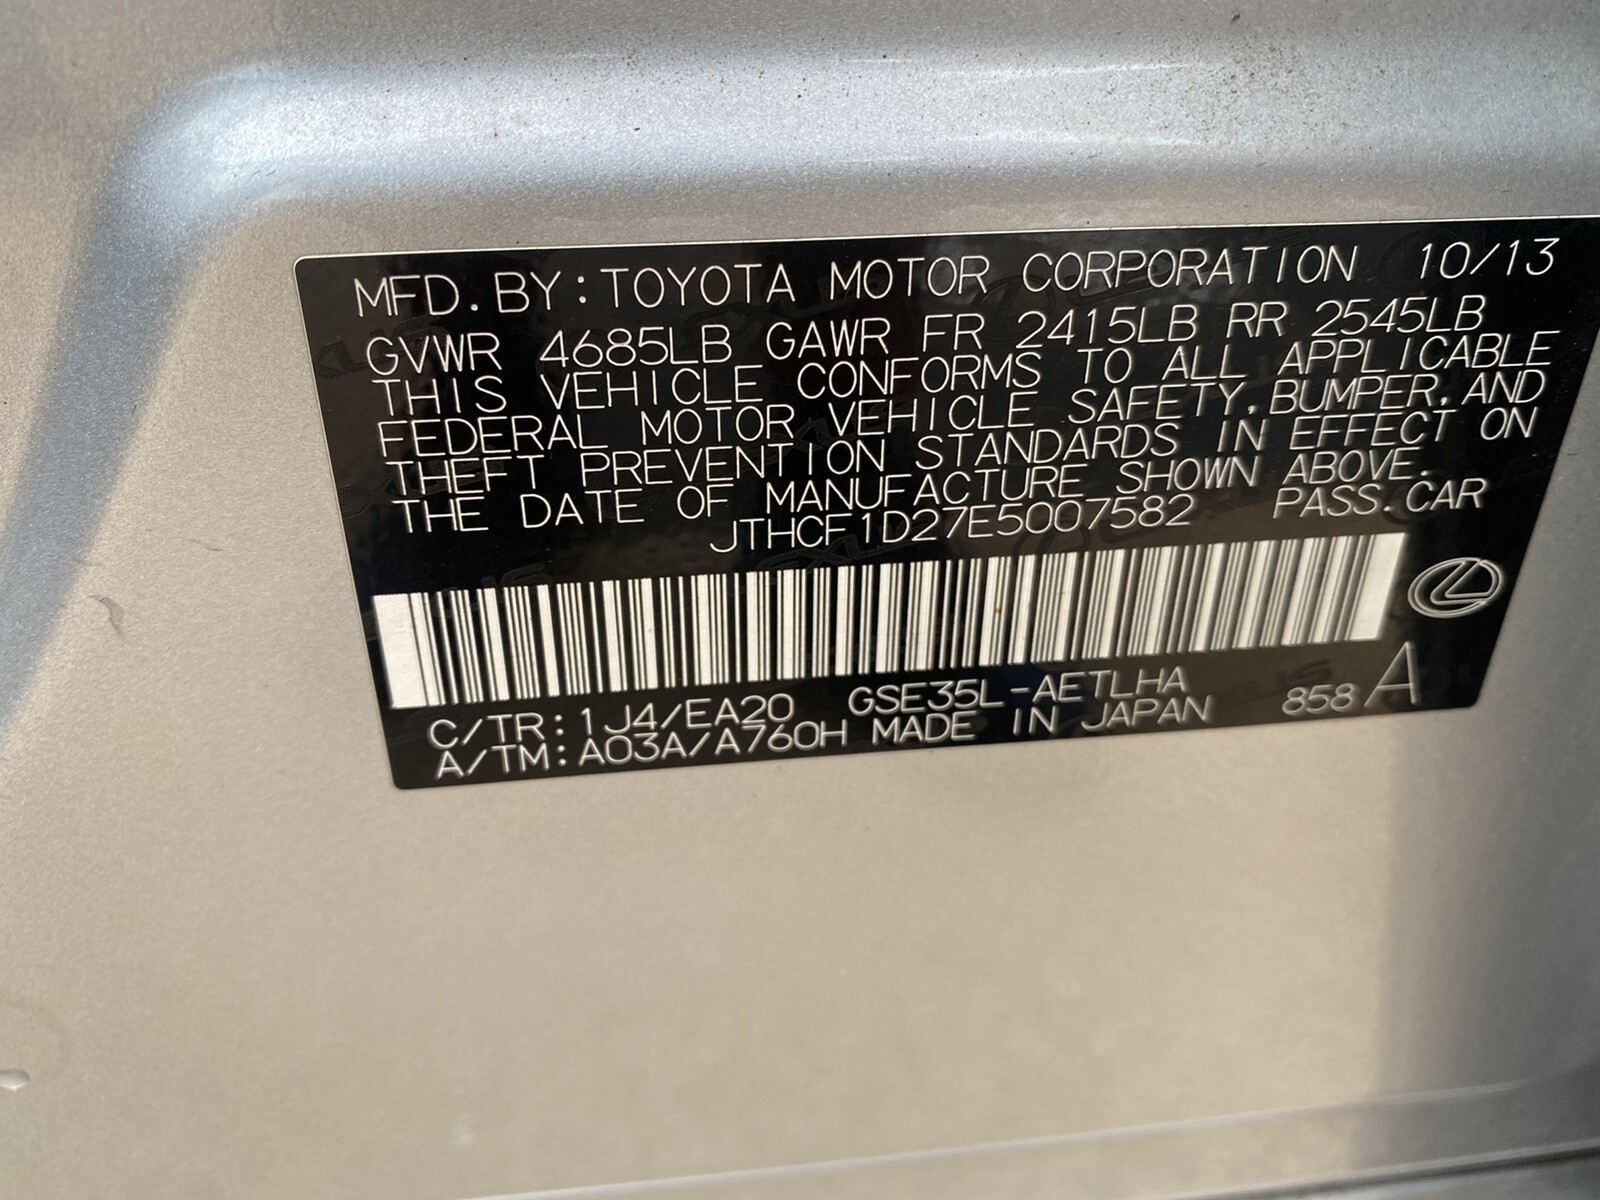 MFD. BY: TOYOTA MOTOR CORPORATION 10/13
GVWR 4685LB GAWR FR 2415LB RR 2545LB
THIS VEHICLE CONFORMS TO ALL APPLICABLE
FEDERAL MOTOR VEHICLE SAFETY, BUMPER, AND
THEFT PREVENTION STANDARDS IN EFFECT ON
THE DATE OF MANUFACTURE SHOWN ABOVE.
JTHCF1D27E5007582 PASS. CAR
C/TR: 1J4/EA20 GSE35L-AETLHA
A/TM: A03A/A760H MADE IN JAPAN 858 A